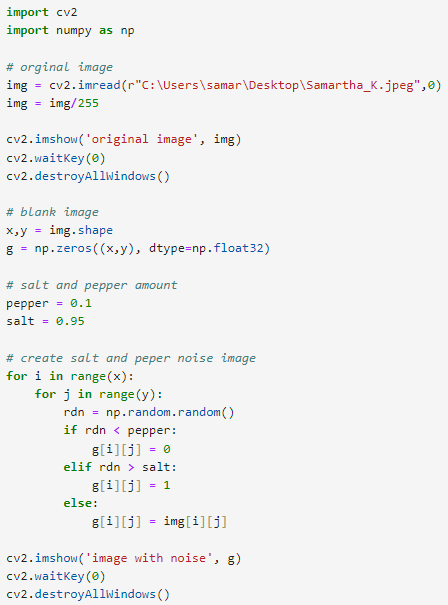 import cv2
import numpy as np

# orginal image
img = cv2.imread(r"C:\Users\samar\Desktop\Samartha_K.jpeg",0)
img = img/255

cv2.imshow('original image', img)
cv2.waitKey(0)
cv2.destroyAllWindows()

# blank image
x,y = img.shape
g = np.zeros((x,y), dtype=np.float32)

# salt and pepper amount
pepper = 0.1
salt = 0.95

# create salt and peper noise image
for i in range(x):
    for j in range(y):
        rdn = np.random.random()
        if rdn < pepper:
            g[i][j] = 0
        elif rdn > salt:
            g[i][j] = 1
        else:
            g[i][j] = img[i][j]

cv2.imshow('image with noise', g)
cv2.waitKey(0)
cv2.destroyAllWindows()